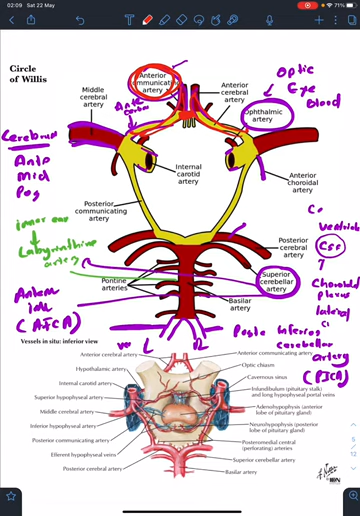 02:09 Sat 22 May
71%
Circle
of Willis
Anterior
communicating
artery
Middle
cerebral
artery
Anterior
cerebral
artery
Ophthalmic
artery
Optic
Eye
Blood
Cerebrum
Ant
Mid
Pos
Internal
carotid
artery
Anterior
choroidal
artery
Posterior
communicating
artery
inner ear
Labyrinthine
artery
Posterior
cerebral
artery
Superior
cerebellar
artery
Pontine
arteries
Basilar
artery
(AICA)
ventricle
CSF
Choroid
plexus
lateral
Poste Inferior
cerebellar
artery
(PICA)
Vessels in situ: inferior view
Anterior cerebral artery
Hypothalamic artery
Internal carotid artery
Superior hypophyseal artery
Middle cerebral artery
Inferior hypophyseal artery
Posterior communicating artery
Efferent hypophyseal veins
Posterior cerebral artery
Anterior communicating artery
Optic chiasm
Cavernous sinus
Infundibulum (pituitary stalk)
and long hypophyseal portal veins
Adenohypophysis (anterior
lobe of pituitary gland)
Neurohypophysis (posterior
lobe of pituitary gland)
Posteromedial central
(perforating) arteries
Superior cerebellar artery
Basilar artery
5
12